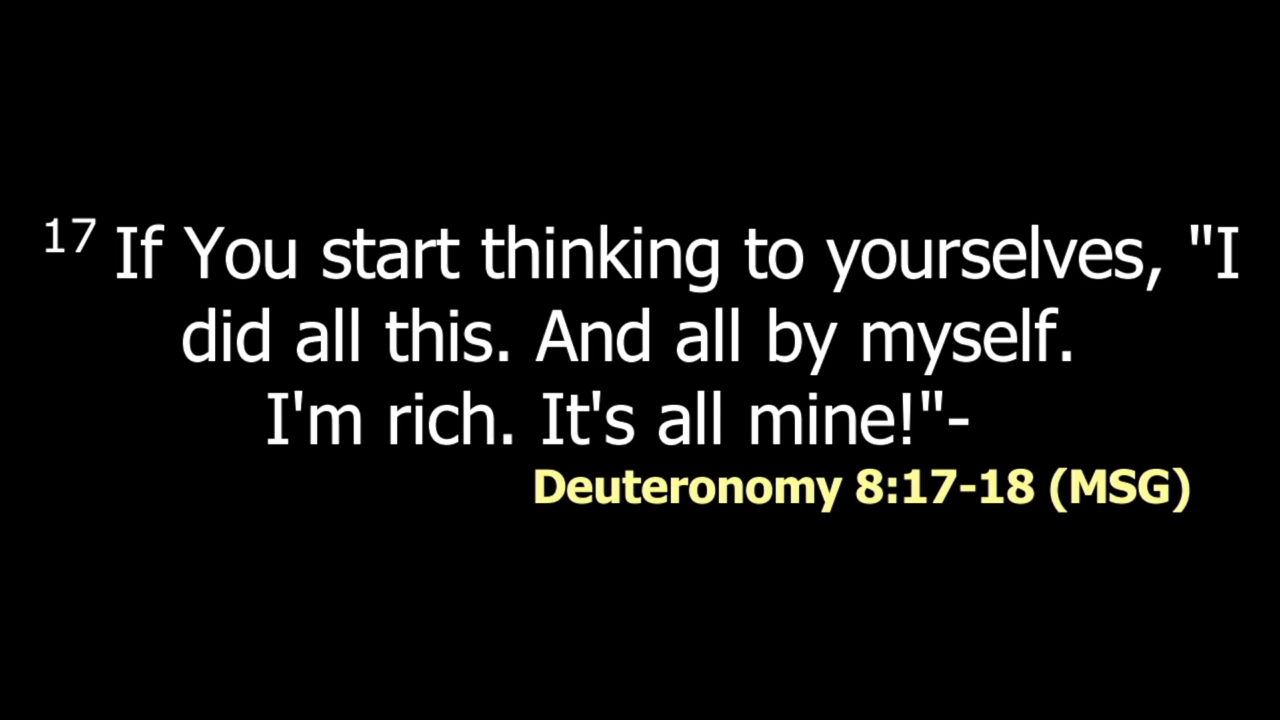 17 If You start thinking to yourselves, "I
did all this. And all by myself.
I'm rich. It's all mine!"-
Deuteronomy 8:17-18 (MSG)